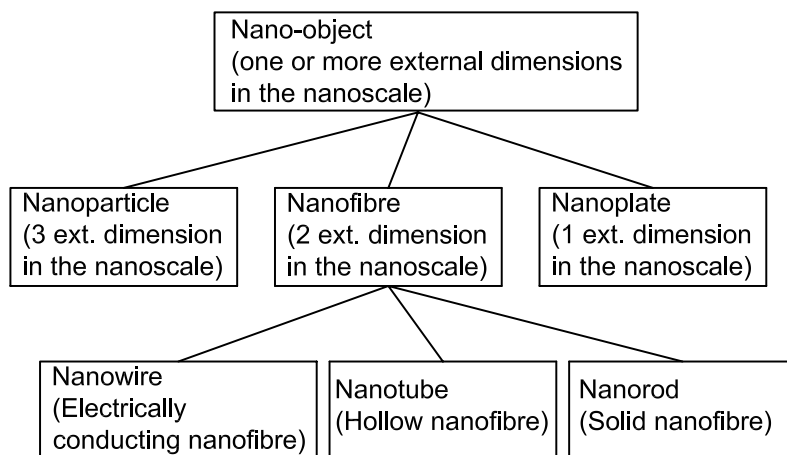 Nano-object
(one or more external dimensions
in the nanoscale)
Nanoparticle
(3 ext. dimension
in the nanoscale)
Nanofibre
(2 ext. dimension
in the nanoscale)
Nanoplate
(1 ext. dimension
in the nanoscale)
Nanowire
(Electrically
conducting nanofibre)
Nanotube
(Hollow nanofibre)
Nanorod
(Solid nanofibre)